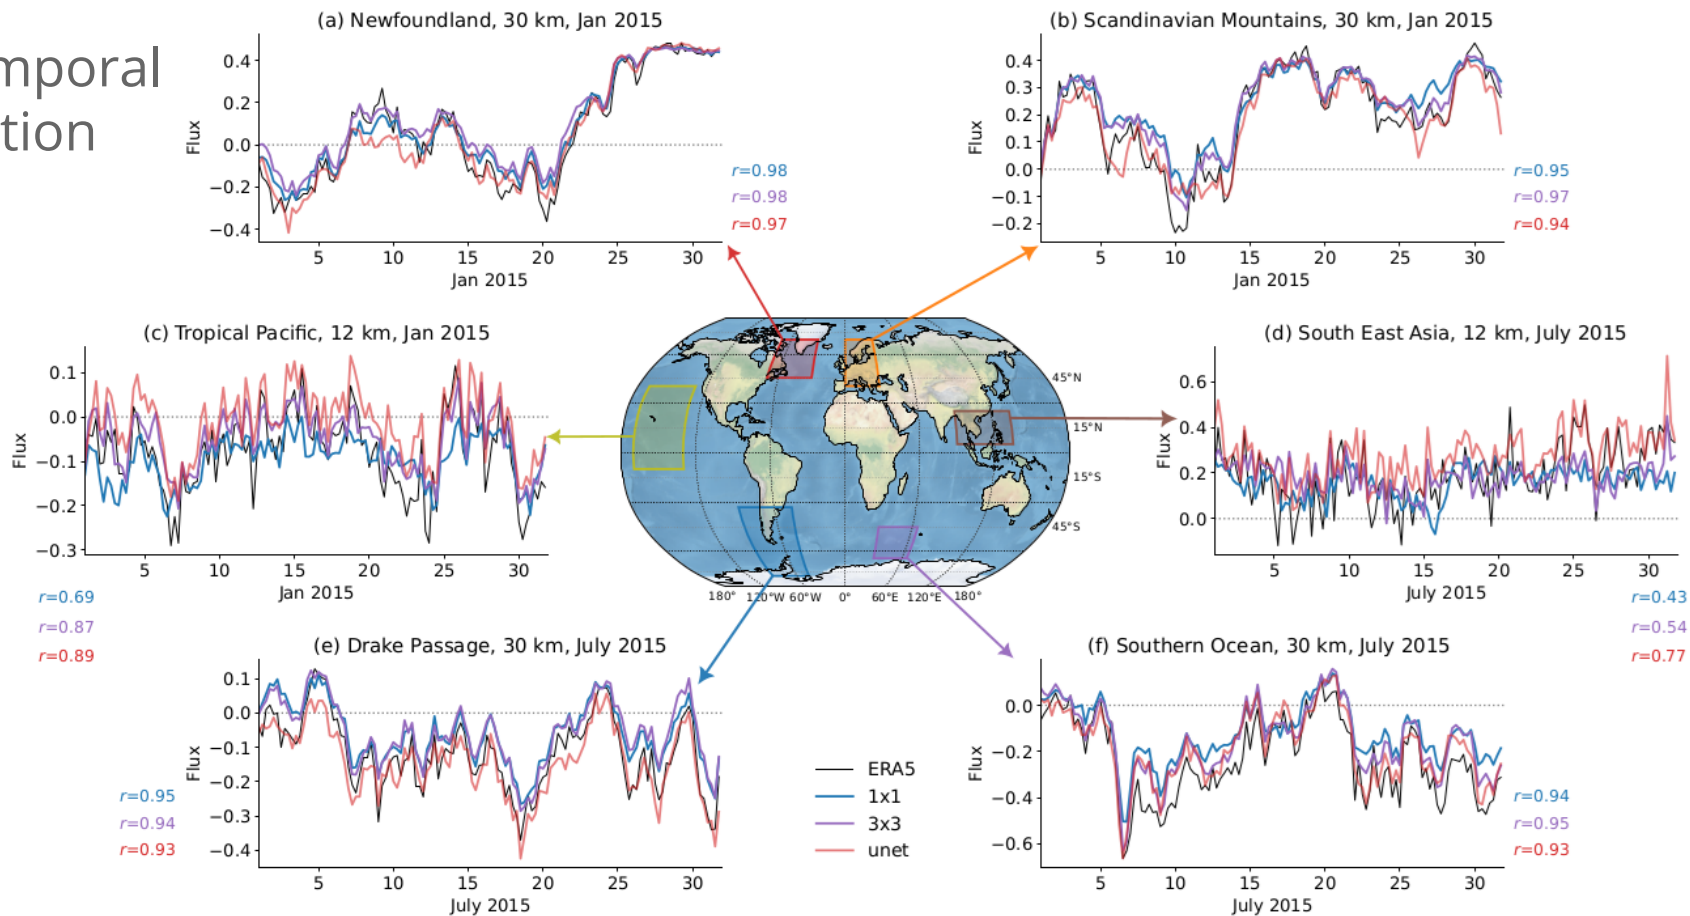 mporal
tion
(a) Newfoundland, 30 km, Jan 2015
Flux
0.4
0.2
0.0
−0.2
−0.4
5 10 15 20 25 30
Jan 2015
r=0.98
r=0.98
r=0.97
(b) Scandinavian Mountains, 30 km, Jan 2015
Flux
0.4
0.3
0.2
0.1
0.0
−0.1
−0.2
5 10 15 20 25 30
Jan 2015
r=0.95
r=0.97
r=0.94
(c) Tropical Pacific, 12 km, Jan 2015
Flux
0.1
0.0
−0.1
−0.2
−0.3
5 10 15 20 25 30
Jan 2015
r=0.69
r=0.87
r=0.89
45°N
15°N
15°S
45°S
180° 120°W 60°W 0° 60°E 120°E 180°
(d) South East Asia, 12 km, July 2015
Flux
0.6
0.4
0.2
0.0
5 10 15 20 25 30
July 2015
r=0.43
r=0.54
r=0.77
(e) Drake Passage, 30 km, July 2015
Flux
0.1
0.0
−0.1
−0.2
−0.3
−0.4
5 10 15 20 25 30
July 2015
r=0.95
r=0.94
r=0.93
ERA5
1x1
3x3
unet
(f) Southern Ocean, 30 km, July 2015
Flux
0.0
−0.2
−0.4
−0.6
5 10 15 20 25 30
July 2015
r=0.94
r=0.95
r=0.93